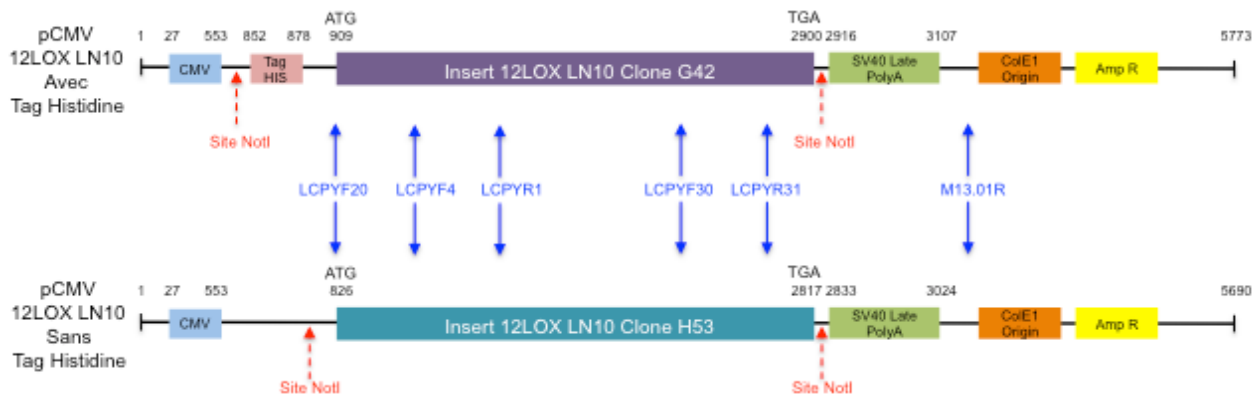 ATG TGA
pCMV 1 27 553 852 878 909 2900 2916 3107 5773
12LOX LN10 CMV Tag Insert 12LOX LN10 Clone G42 SV40 Late ColE1 Amp R
Avec HIS PolyA Origin
Tag Histidine
Site NotI Site NotI
LCPYF20 LCPYF4 LCPYR1 LCPYF30 LCPYR31 M13.01R
ATG TGA
pCMV 1 27 553 826 2817 2833 3024 5690
12LOX LN10 CMV Insert 12LOX LN10 Clone H53 SV40 Late ColE1 Amp R
Sans PolyA Origin
Tag Histidine
Site NotI Site NotI